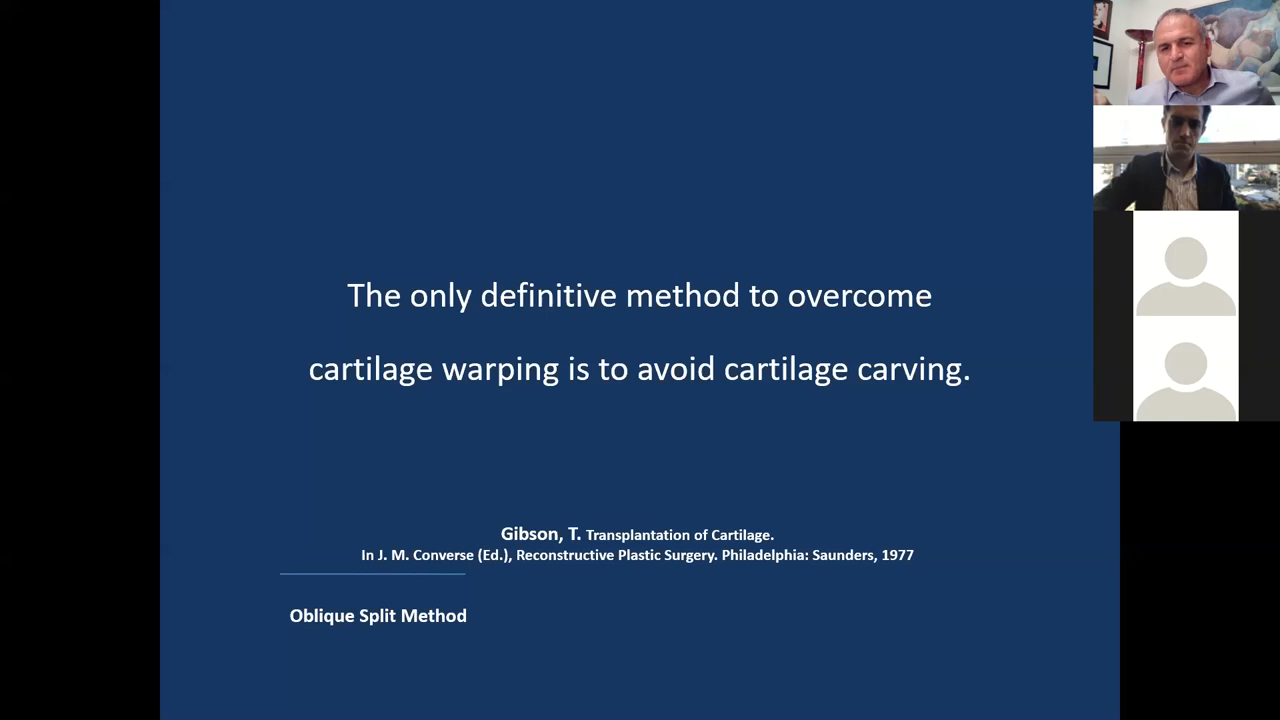 The only definitive method to overcome
cartilage warping is to avoid cartilage carving.
Gibson, T. Transplantation of Cartilage.
In J. M. Converse (Ed.), Reconstructive Plastic Surgery. Philadelphia: Saunders, 1977
Oblique Split Method